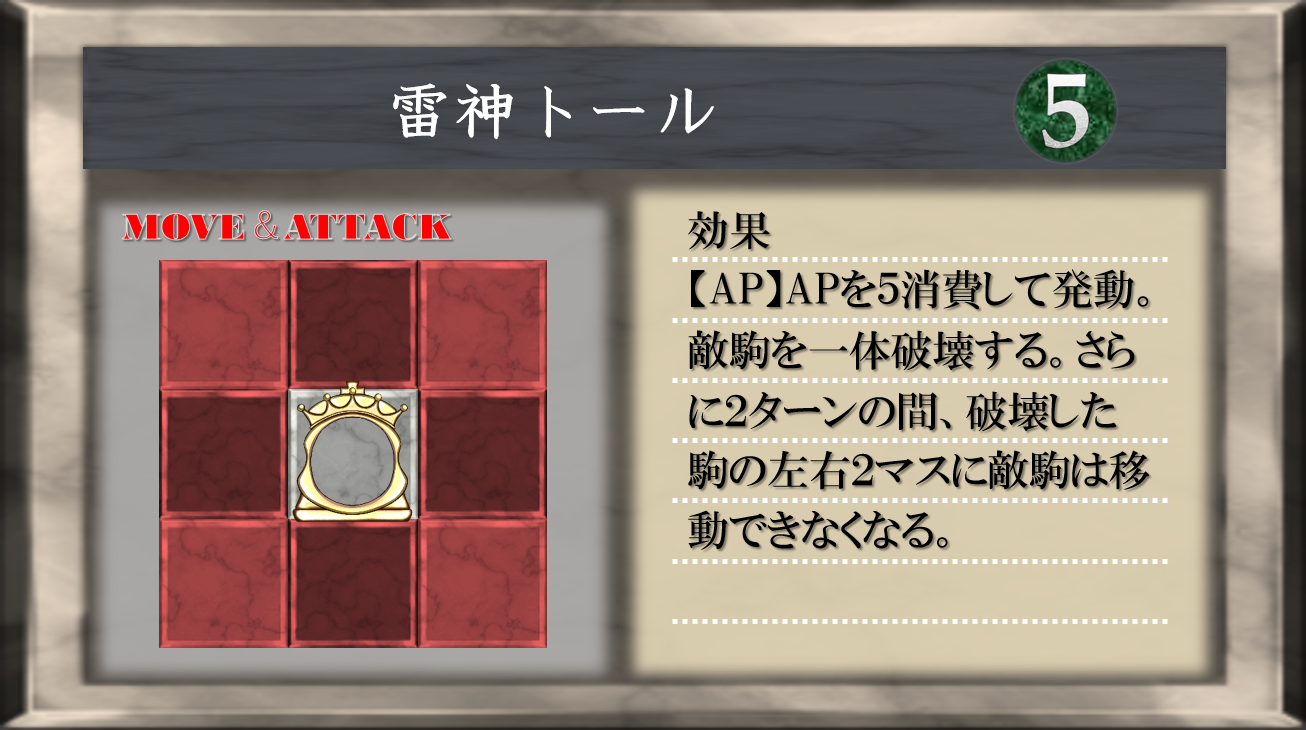 雷神トール
5
MOVE&ATTACK
効果
【AP】APを5消費して発動。
敵駒を一体破壊する。さら
に2ターンの間、破壊した
駒の左右2マスに敵駒は移
動できなくなる。